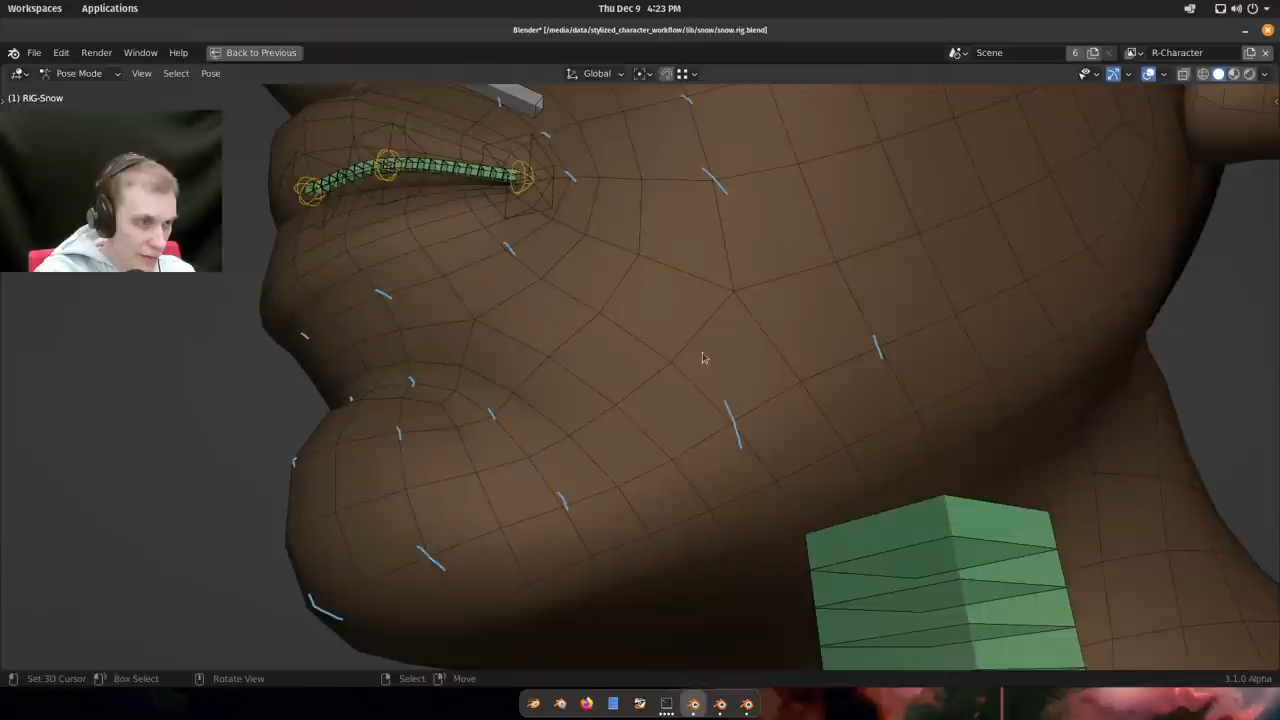 Workspaces Applications Thu Dec 9 4:23 PM
Blender* [/media/data/stylized_character_workflow/lib/snow/snow.rig.blend]
File Edit Render Window Help Back to Previous Scene 6 R-Character
Pose Mode View Select Pose Global
(1) RIG-Snow
Set 3D Cursor Box Select Rotate View Select Move 3.1.0 Alpha